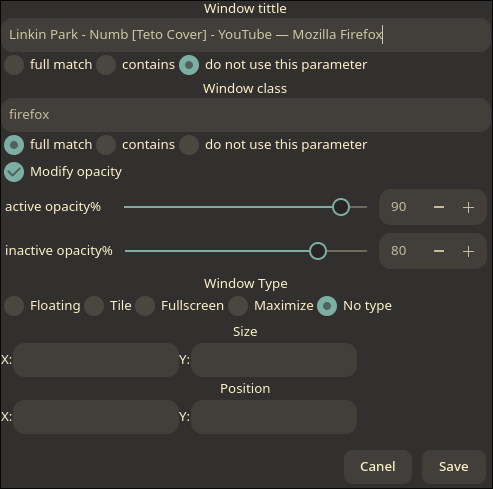 Window tittle
Linkin Park - Numb [Teto Cover] - YouTube — Mozilla Firefox
full match contains do not use this parameter
Window class
firefox
full match contains do not use this parameter
Modify opacity
active opacity% 90 − +
inactive opacity% 80 − +
Window Type
Floating Tile Fullscreen Maximize No type
Size
X: Y:
Position
X: Y:
Canel Save